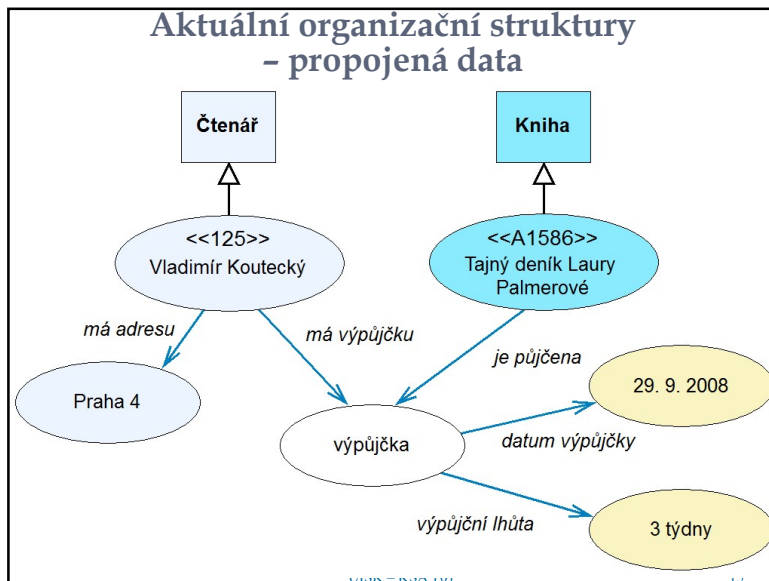 Aktuální organizační struktury
– propojená data
Čtenář
Kniha
<<125>>
Vladimír Koutecký
<<A1586>>
Tajný deník Laury
Palmerové
má adresu
má výpůjčku
je půjčena
Praha 4
29. 9. 2008
výpůjčka
datum výpůjčky
výpůjční lhůta
3 týdny